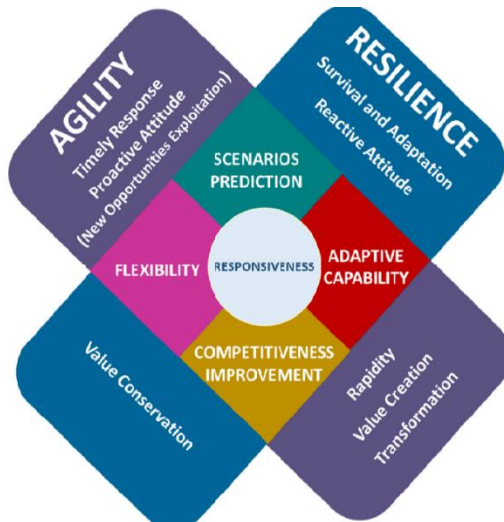 AGILITY
Timely Response
Proactive Attitude
(New Opportunities Exploitation)
RESILIENCE
Survival and Adaptation
Reactive Attitude
SCENARIOS
PREDICTION
FLEXIBILITY
RESPONSIVENESS
ADAPTIVE
CAPABILITY
COMPETITIVENESS
IMPROVEMENT
Value Conservation
Rapidity
Value Creation
Transformation